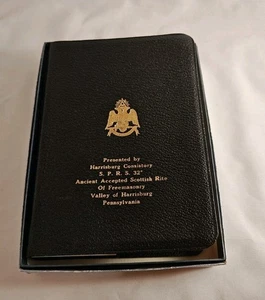 Presented by
Harrisburg Consistory
S. P. R. S. 32°
Ancient Accepted Scottish Rite
Of Freemasonry
Valley of Harrisburg
Pennsylvania